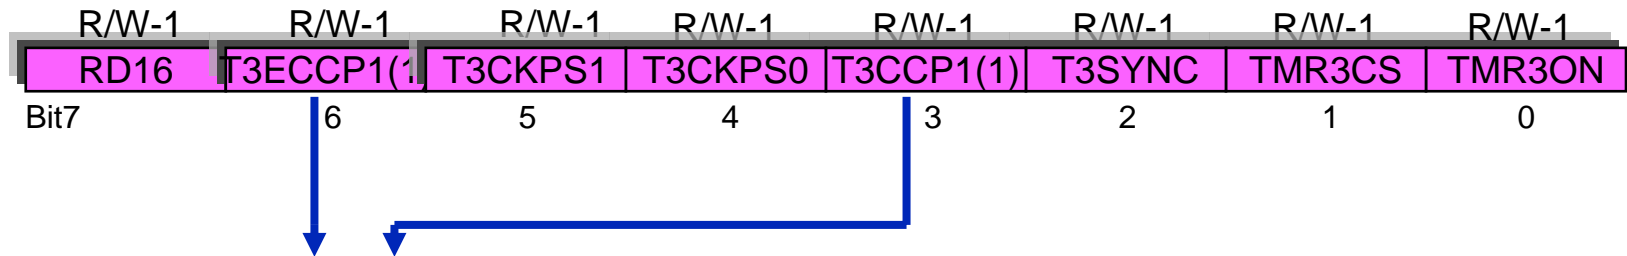 R/W-1 R/W-1 R/W-1 R/W-1 R/W-1 R/W-1 R/W-1 R/W-1
RD16 T3ECCP1(1 T3CKPS1 T3CKPS0 T3CCP1(1) T3SYNC TMR3CS TMR3ON
Bit7 6 5 4 3 2 1 0